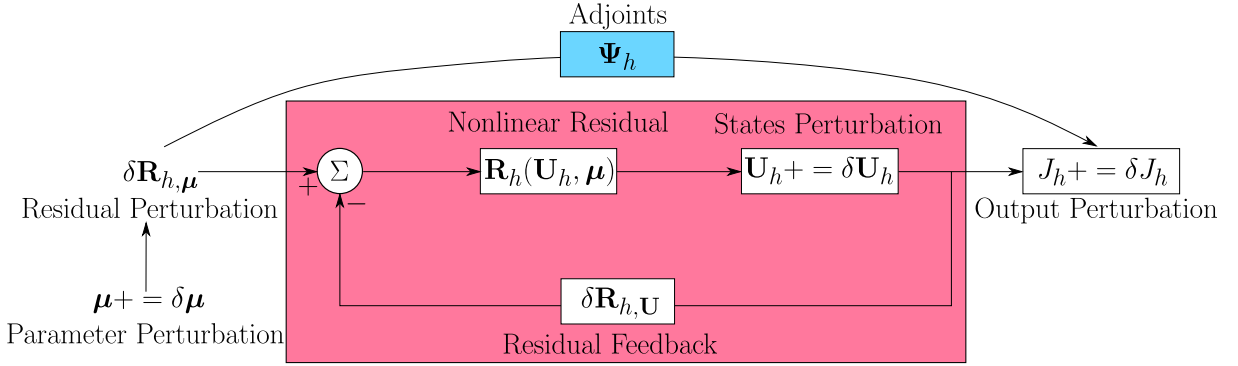 Adjoints
𝚿_h
Nonlinear Residual
States Perturbation
δ𝐑_{h,𝛍}
Σ
𝐑_h(𝐔_h, 𝛍)
𝐔_h+ = δ𝐔_h
J_h+ = δJ_h
+
−
Residual Perturbation
Output Perturbation
𝛍+ = δ𝛍
δ𝐑_{h,𝐔}
Parameter Perturbation
Residual Feedback